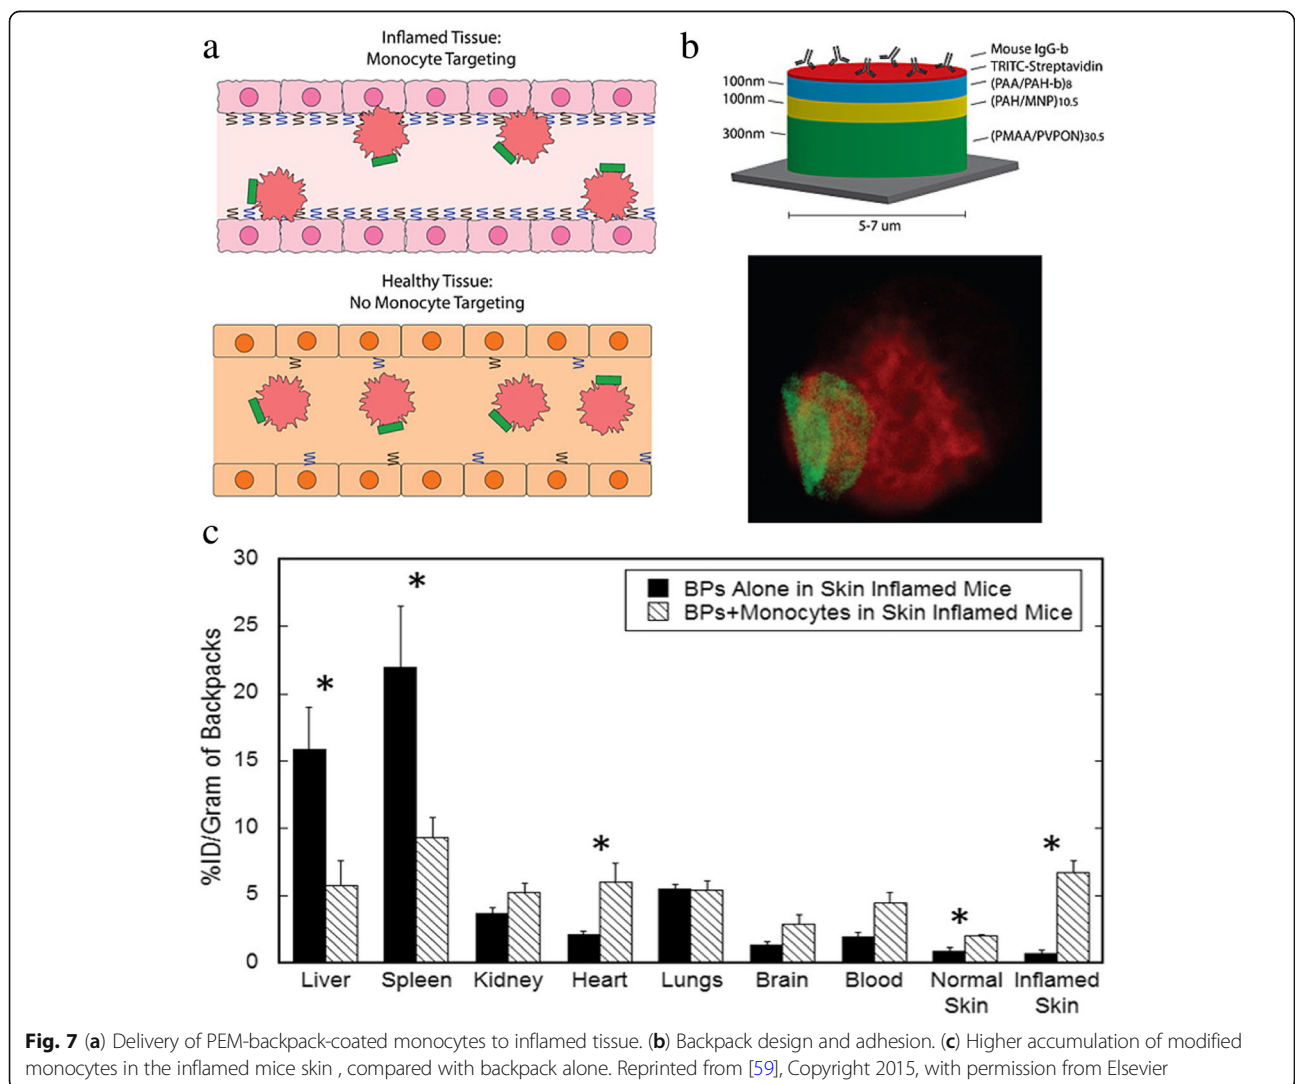 a
Inflamed Tissue:
Monocyte Targeting
Healthy Tissue:
No Monocyte Targeting
b
Mouse IgG-b
TRITC-Streptavidin
(PAA/PAH-b)8
(PAH/MNP)10.5
(PMAA/PVPON)30.5
100nm
100nm
300nm
5-7 um
c
%ID/Gram of Backpacks
30
25
20
15
10
5
0
BPs Alone in Skin Inflamed Mice
BPs+Monocytes in Skin Inflamed Mice
*
*
*
*
*
Liver Spleen Kidney Heart Lungs Brain Blood Normal Inflamed
Skin Skin
Fig. 7 (a) Delivery of PEM-backpack-coated monocytes to inflamed tissue. (b) Backpack design and adhesion. (c) Higher accumulation of modified
monocytes in the inflamed mice skin , compared with backpack alone. Reprinted from [59], Copyright 2015, with permission from Elsevier